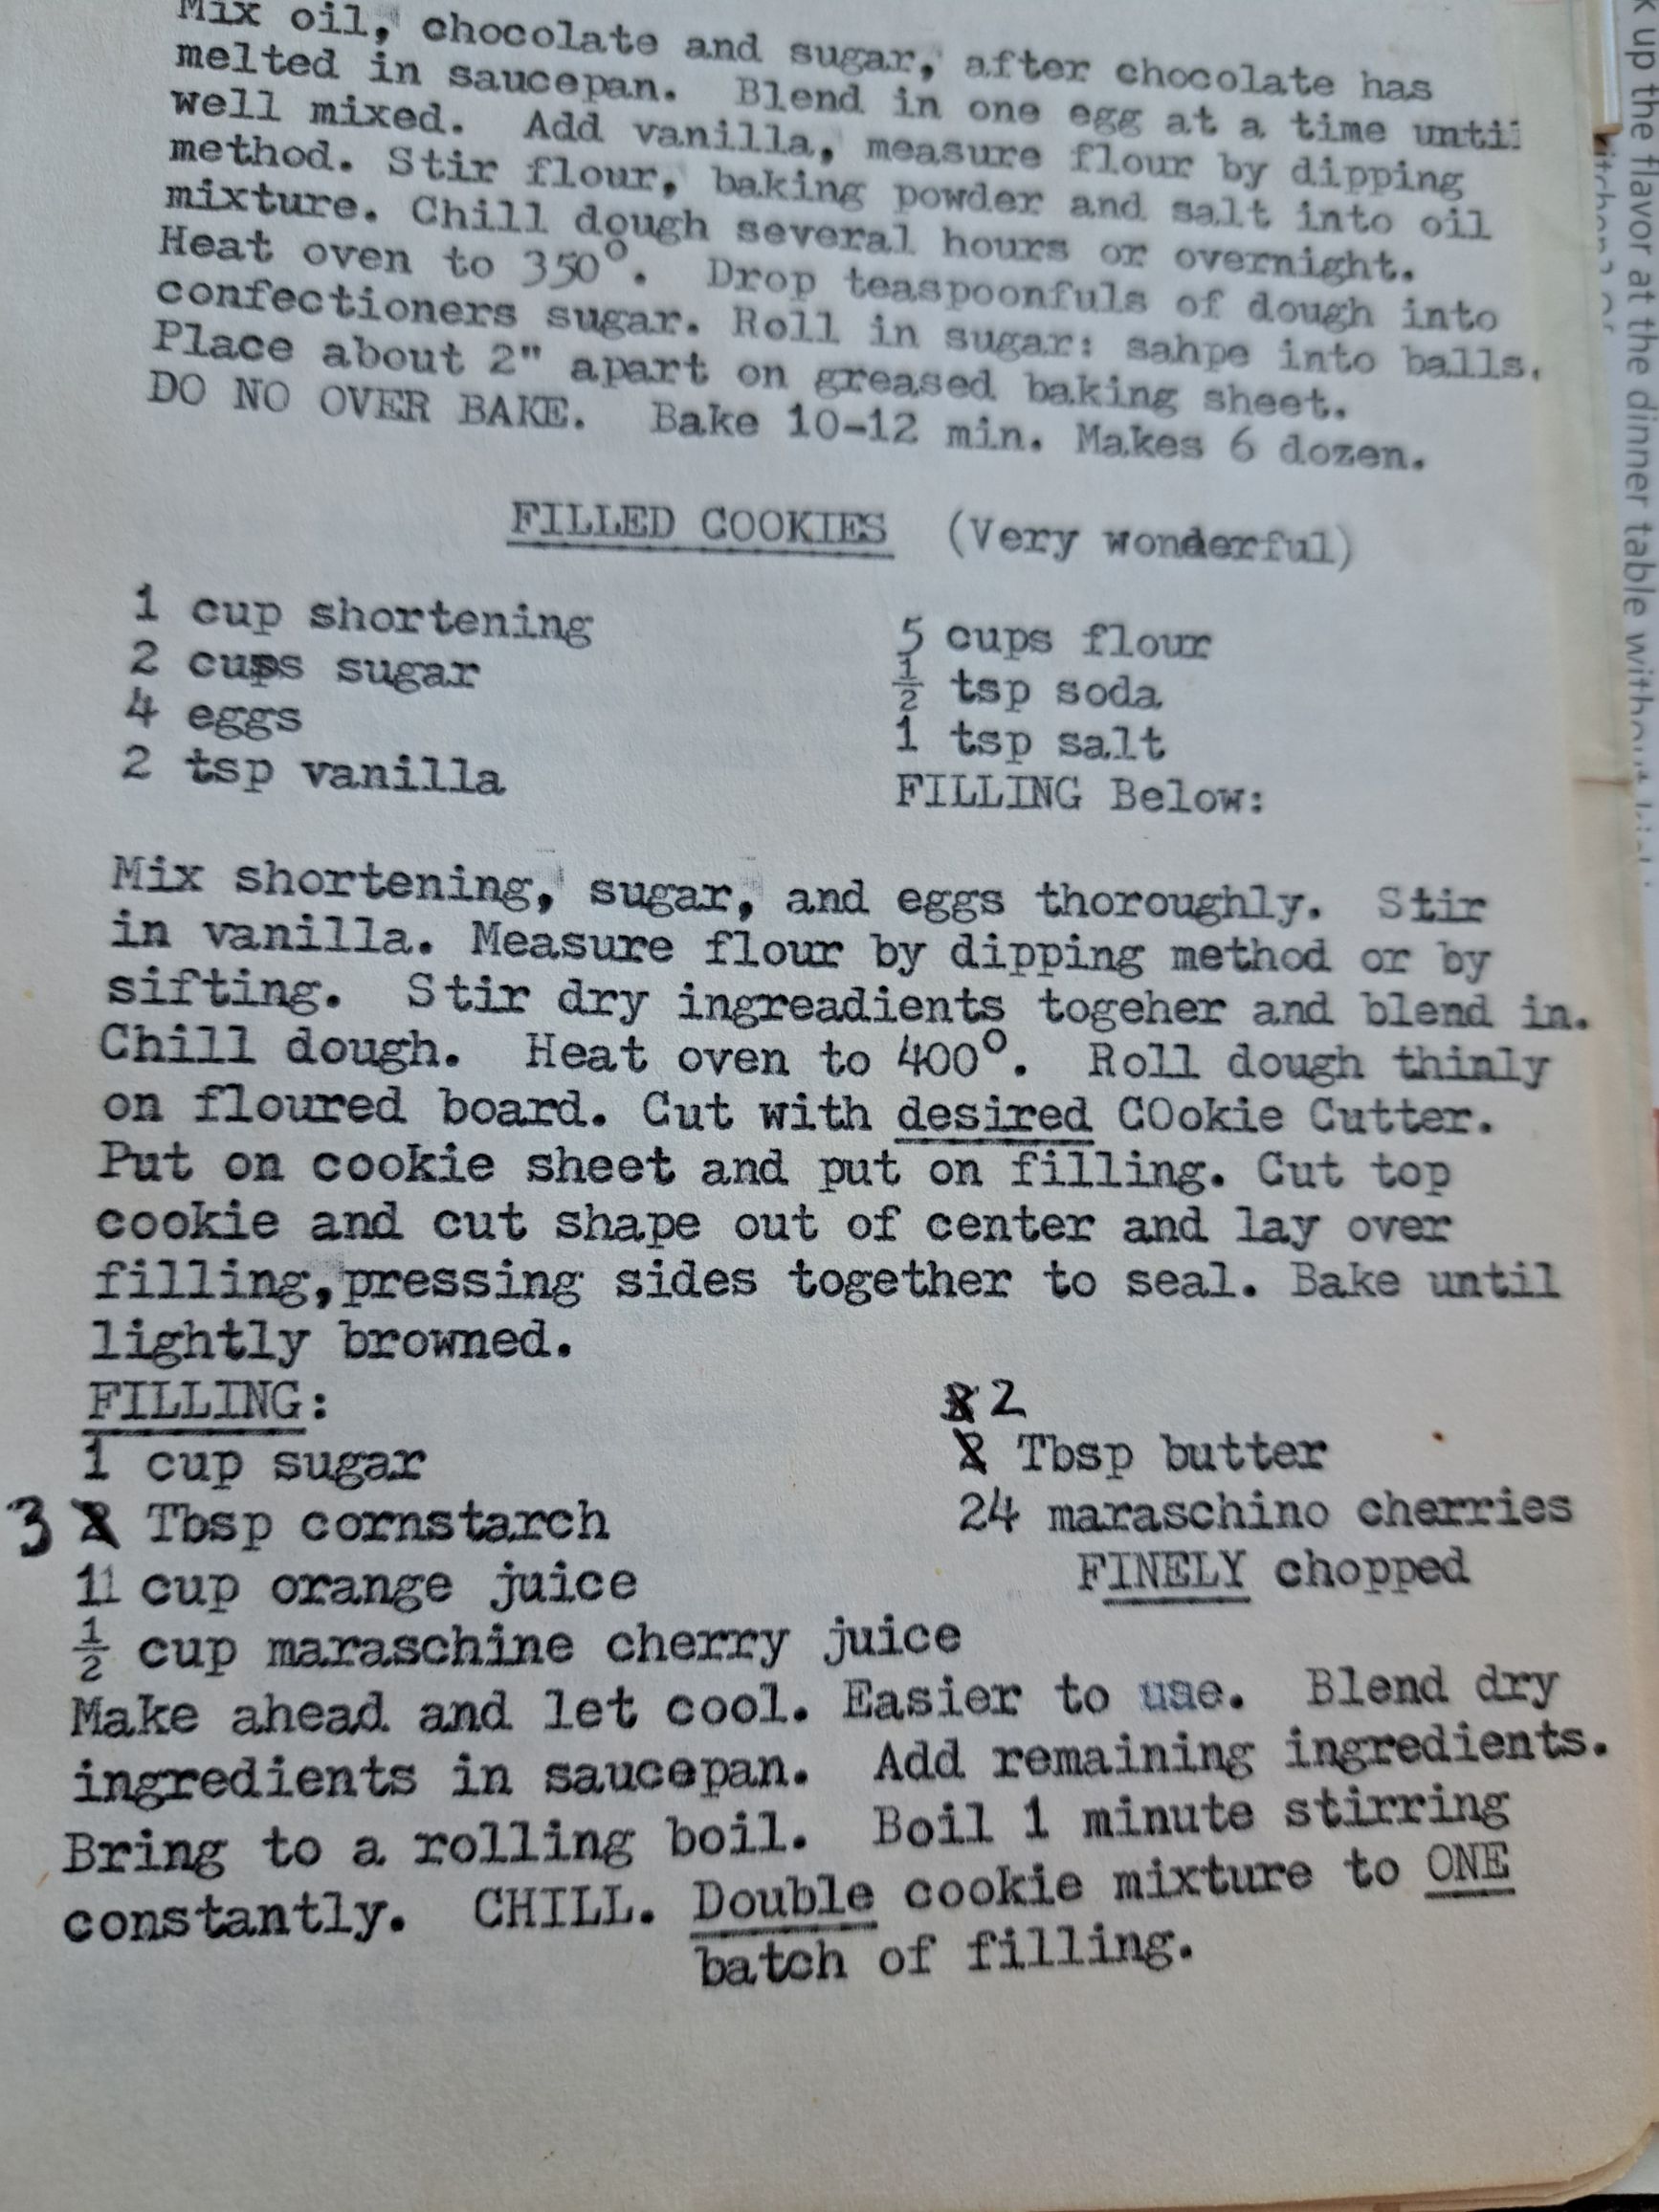 Mix oil, chocolate and sugar, after chocolate has
melted in saucepan. Blend in one egg at a time until
well mixed. Add vanilla, measure flour by dipping
method. Stir flour, baking powder and salt into oil
mixture. Chill dough several hours or overnight.
Heat oven to 350°. Drop teaspoonfuls of dough into
confectioners sugar. Roll in sugar: sahpe into balls.
Place about 2" apart on greased baking sheet.
DO NO OVER BAKE. Bake 10-12 min. Makes 6 dozen.
FILLED COOKIES (Very wonderful)
1 cup shortening
2 cups sugar
4 eggs
2 tsp vanilla
5 cups flour
½ tsp soda
1 tsp salt
FILLING Below:
Mix shortening, sugar, and eggs thoroughly. Stir
in vanilla. Measure flour by dipping method or by
sifting. Stir dry ingreadients togeher and blend in.
Chill dough. Heat oven to 400°. Roll dough thinly
on floured board. Cut with desired COokie Cutter.
Put on cookie sheet and put on filling. Cut top
cookie and cut shape out of center and lay over
filling,pressing sides together to seal. Bake until
lightly browned.
FILLING:
1 cup sugar
3 2 Tbsp cornstarch
1 cup orange juice
½ cup maraschine cherry juice
2
Tbsp butter
24 maraschino cherries
FINELY chopped
Make ahead and let cool. Easier to use. Blend dry
ingredients in saucepan. Add remaining ingredients.
Bring to a rolling boil. Boil 1 minute stirring
constantly. CHILL. Double cookie mixture to ONE
batch of filling.
up the flavor at the dinner table without